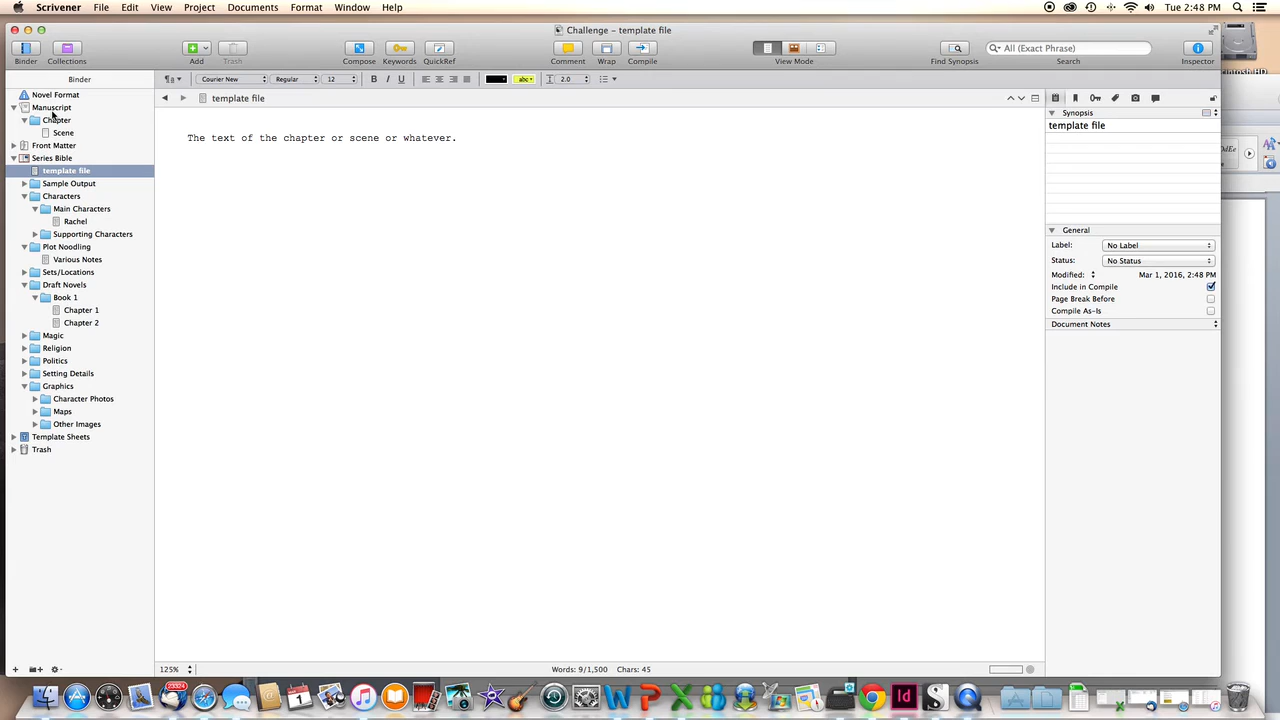 Scrivener File Edit View Project Documents Format Window Help Tue 2:48 PM
Challenge – template file
Binder Collections Add Trash Compose Keywords QuickRef Comment Wrap Compile View Mode Find Synopsis All (Exact Phrase) Search Inspector
Binder Courier New Regular 12 B I U abc 2.0
template file
Novel Format
Manuscript
Chapter
Scene
Front Matter
Series Bible
template file
Sample Output
Characters
Main Characters
Rachel
Supporting Characters
Plot Noodling
Various Notes
Sets/Locations
Draft Novels
Book 1
Chapter 1
Chapter 2
Magic
Religion
Politics
Setting Details
Graphics
Character Photos
Maps
Other Images
Template Sheets
Trash
The text of the chapter or scene or whatever.
Synopsis
template file
General
Label: No Label
Status: No Status
Modified: Mar 1, 2016, 2:48 PM
Include in Compile
Page Break Before
Compile As-Is
Document Notes
125% Words: 9/1,500 Chars: 45
23324